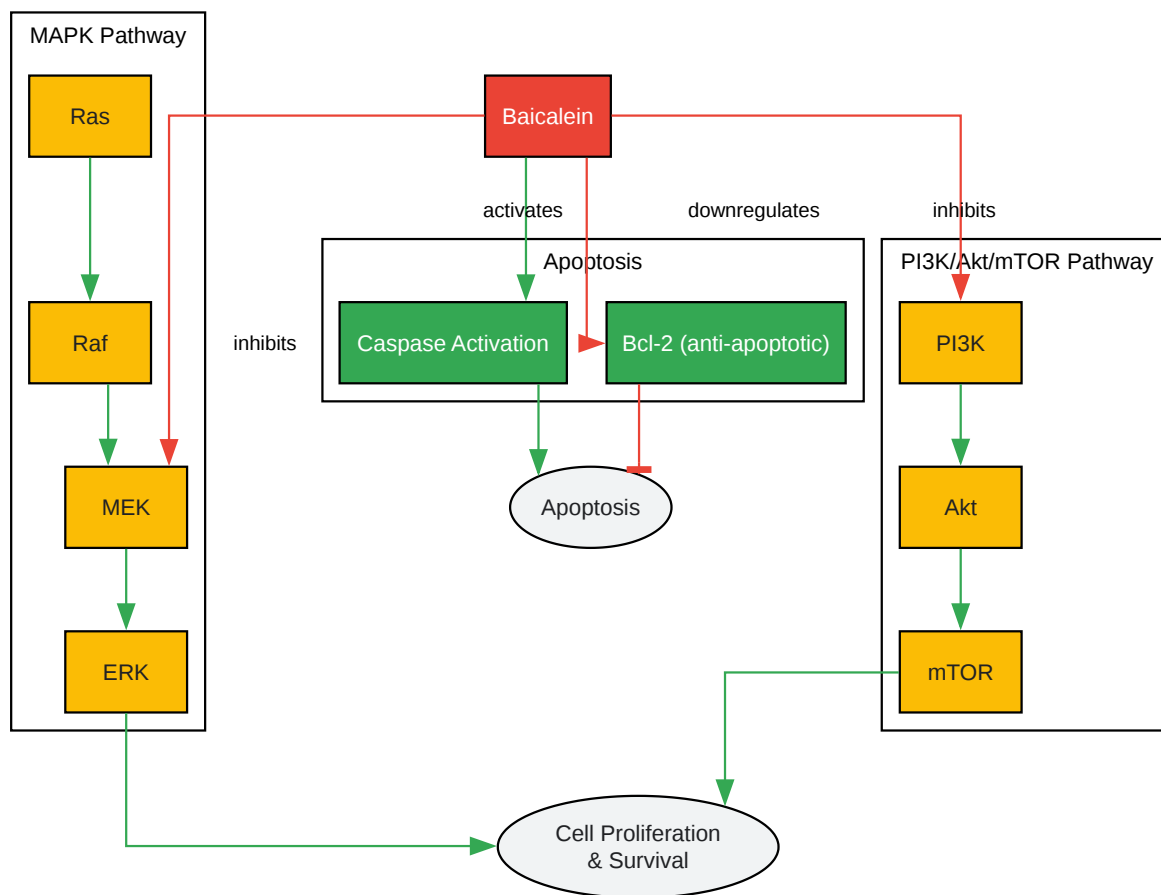 MAPK Pathway
Ras
Baicalein
activates
downregulates
inhibits
Apoptosis
PI3K/Akt/mTOR Pathway
Raf
inhibits
Caspase Activation
Bcl-2 (anti-apoptotic)
PI3K
MEK
Apoptosis
Akt
ERK
mTOR
Cell Proliferation
& Survival